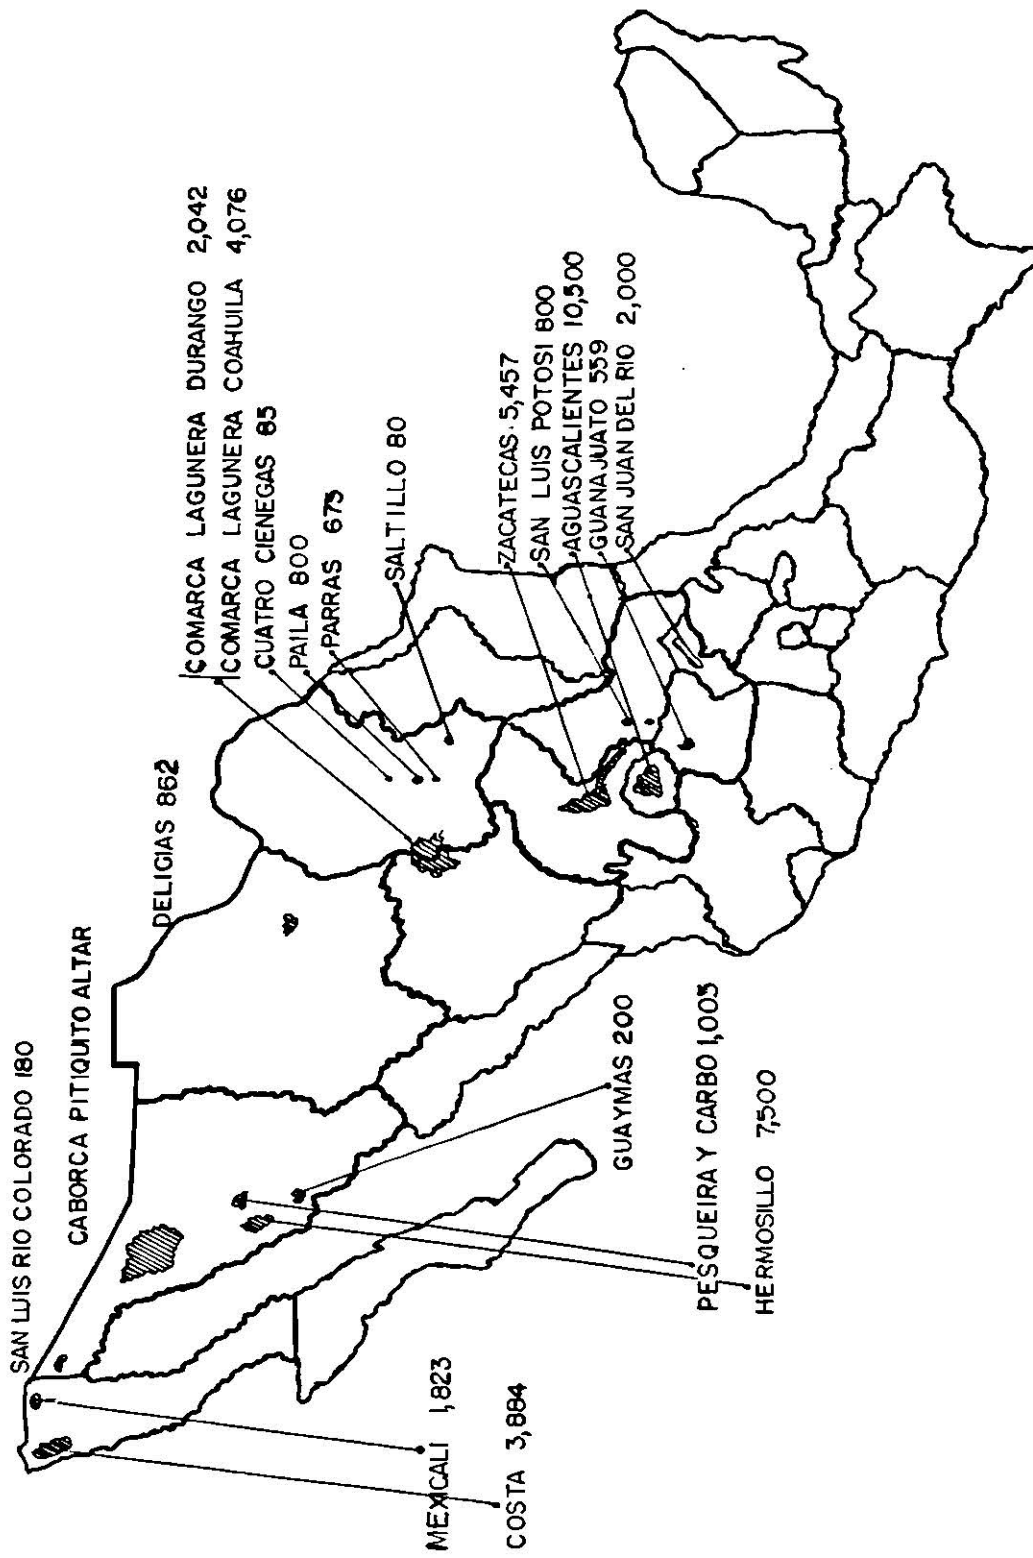 SAN LUIS RIO COLORADO 180
CABORCA PITIQUITO ALTAR
DELICIAS 862
COMARCA LAGUNERA DURANGO 2,042
COMARCA LAGUNERA COAHUILA 4,076
CUATRO CIENEGAS 85
PAILA 800
PARRAS 675
SALTILLO 80
ZACATECAS 5,457
SAN LUIS POTOSI 800
AGUASCALIENTES 10,500
GUANAJUATO 559
SAN JUAN DEL RIO 2,000
MEXICALI 1,823
COSTA 3,884
GUAYMAS 200
PESQUEIRA Y CARBO 1,003
HERMOSILLO 7,500